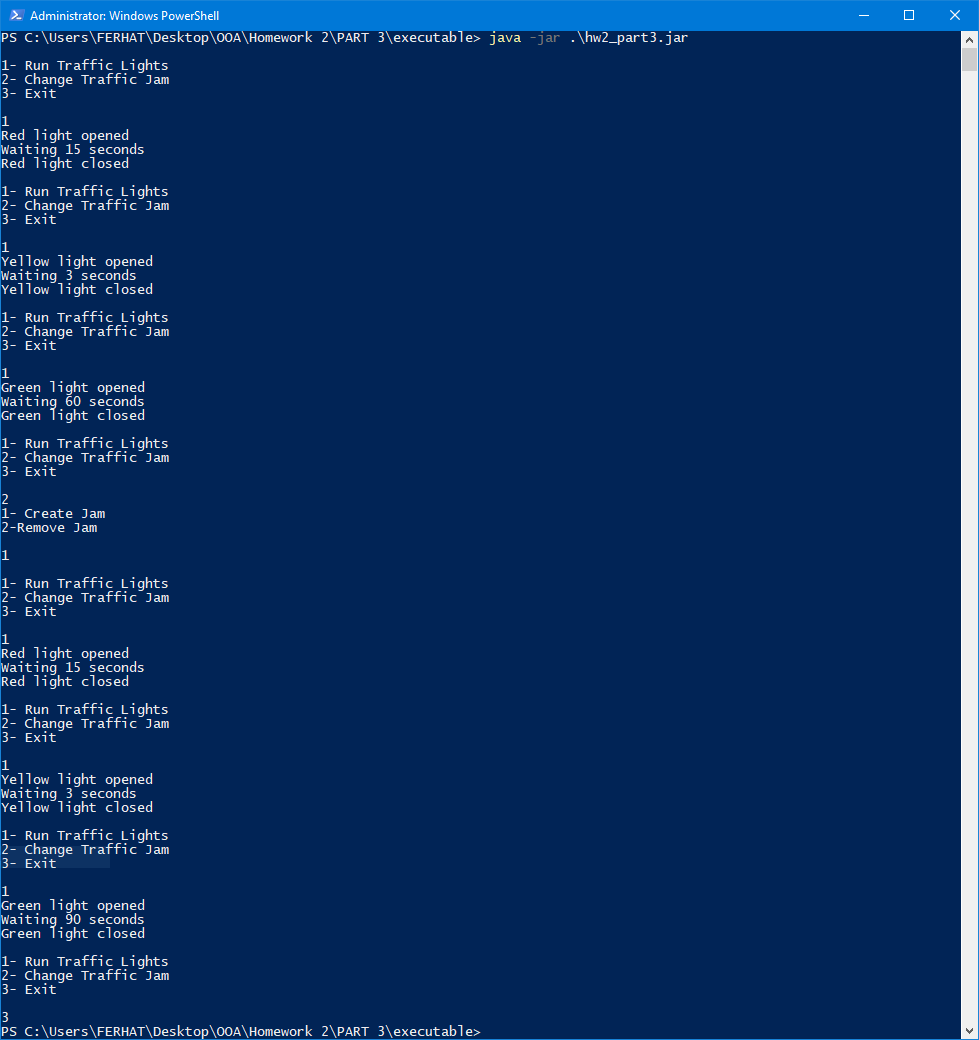 Administrator: Windows PowerShell
PS C:\Users\FERHAT\Desktop\OOA\Homework 2\PART 3\executable> java -jar .\hw2_part3.jar
1- Run Traffic Lights
2- Change Traffic Jam
3- Exit
1
Red light opened
Waiting 15 seconds
Red light closed
1- Run Traffic Lights
2- Change Traffic Jam
3- Exit
1
Yellow light opened
Waiting 3 seconds
Yellow light closed
1- Run Traffic Lights
2- Change Traffic Jam
3- Exit
1
Green light opened
Waiting 60 seconds
Green light closed
1- Run Traffic Lights
2- Change Traffic Jam
3- Exit
2
1- Create Jam
2-Remove Jam
1
1- Run Traffic Lights
2- Change Traffic Jam
3- Exit
1
Red light opened
Waiting 15 seconds
Red light closed
1- Run Traffic Lights
2- Change Traffic Jam
3- Exit
1
Yellow light opened
Waiting 3 seconds
Yellow light closed
1- Run Traffic Lights
2- Change Traffic Jam
3- Exit
1
Green light opened
Waiting 90 seconds
Green light closed
1- Run Traffic Lights
2- Change Traffic Jam
3- Exit
3
PS C:\Users\FERHAT\Desktop\OOA\Homework 2\PART 3\executable>